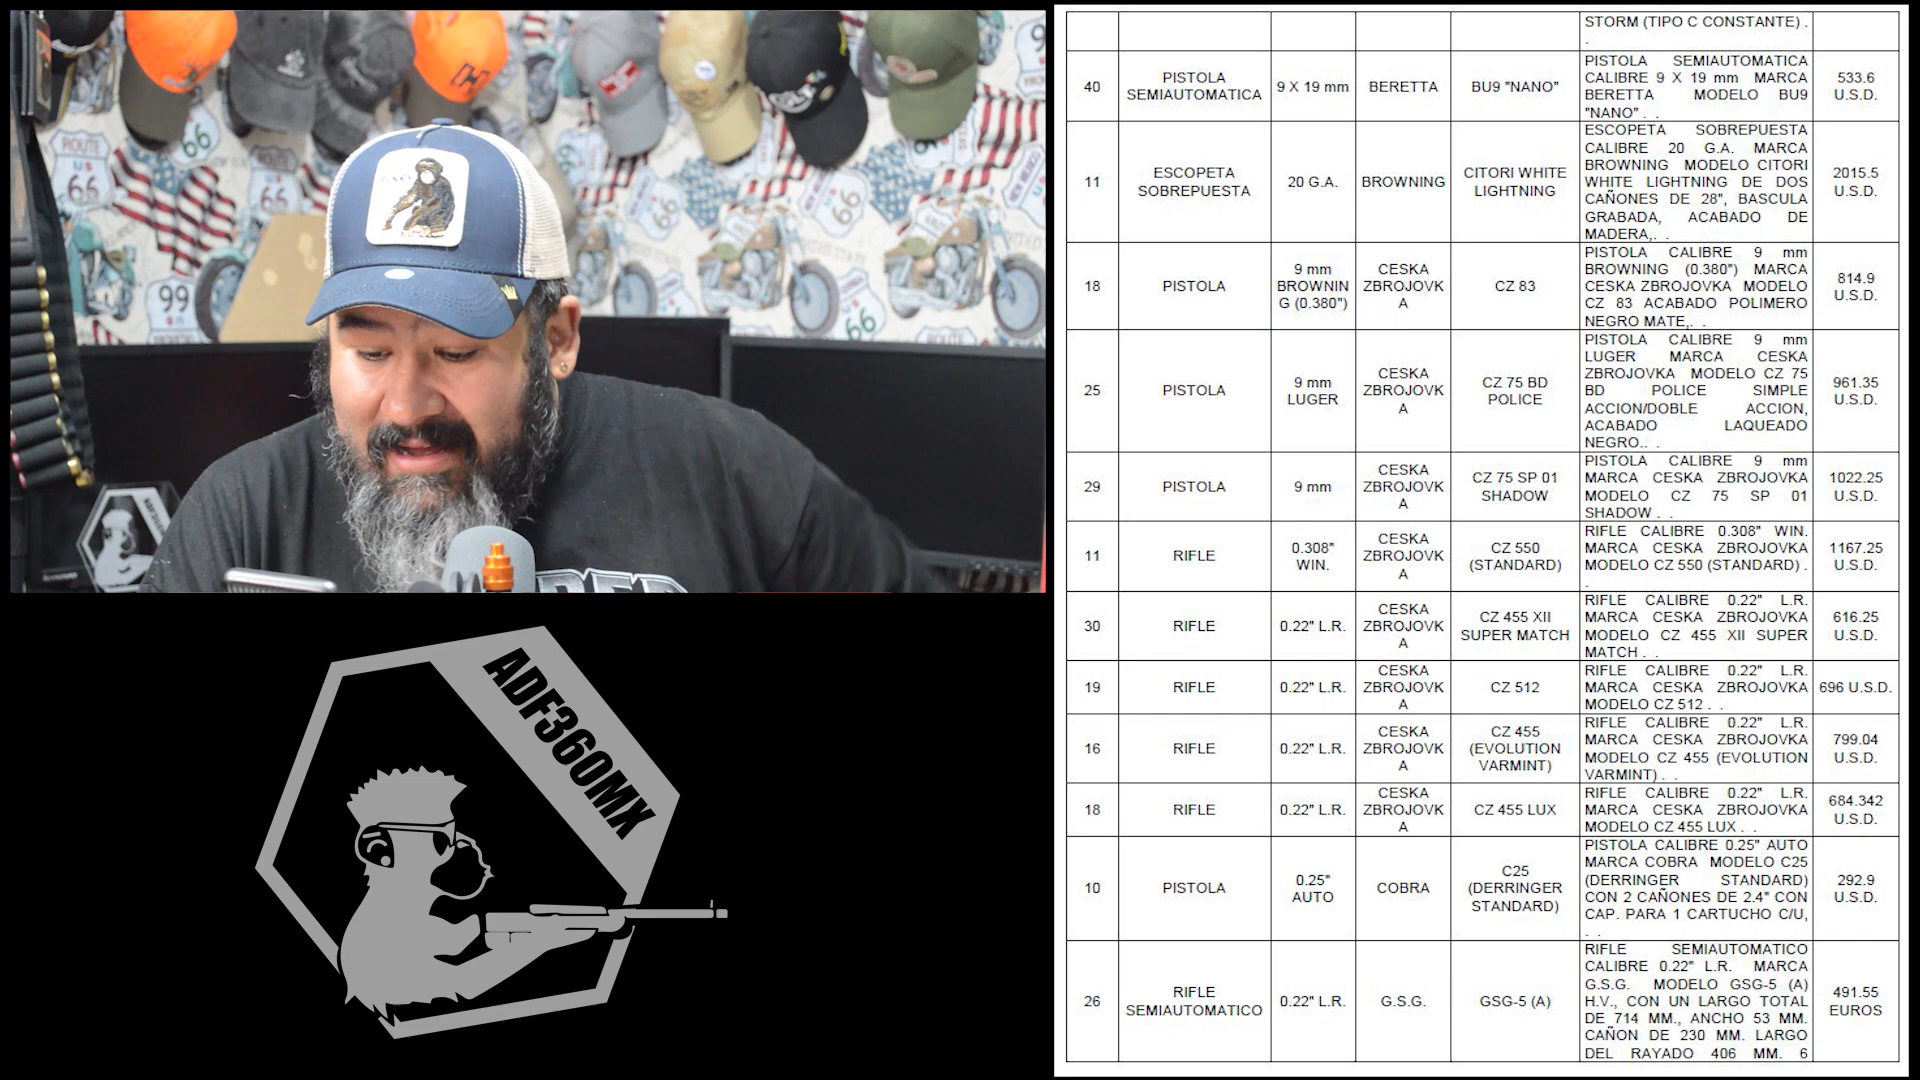 ROUTE
US
66
66
99
66
66
66
ADF360MX
STORM (TIPO C CONSTANTE) .
.
40
PISTOLA
SEMIAUTOMATICA
9 X 19 mm
BERETTA
BU9 "NANO"
PISTOLA SEMIAUTOMATICA
CALIBRE 9 X 19 mm MARCA
BERETTA MODELO BU9
"NANO" . .
533.6
U.S.D.
11
ESCOPETA
SOBREPUESTA
20 G.A.
BROWNING
CITORI WHITE
LIGHTNING
ESCOPETA SOBREPUESTA
CALIBRE 20 G.A. MARCA
BROWNING MODELO CITORI
WHITE LIGHTNING DE DOS
CAÑONES DE 28", BASCULA
GRABADA, ACABADO DE
MADERA,. .
2015.5
U.S.D.
18
PISTOLA
9 mm
BROWNIN
G (0.380")
CESKA
ZBROJOVK
A
CZ 83
PISTOLA CALIBRE 9 mm
BROWNING (0.380") MARCA
CESKA ZBROJOVKA MODELO
CZ 83 ACABADO POLIMERO
NEGRO MATE,. .
814.9
U.S.D.
25
PISTOLA
9 mm
LUGER
CESKA
ZBROJOVK
A
CZ 75 BD
POLICE
PISTOLA CALIBRE 9 mm
LUGER MARCA CESKA
ZBROJOVKA MODELO CZ 75
BD POLICE SIMPLE
ACCION/DOBLE ACCION,
ACABADO LAQUEADO
NEGRO.. .
961.35
U.S.D.
29
PISTOLA
9 mm
CESKA
ZBROJOVK
A
CZ 75 SP 01
SHADOW
PISTOLA CALIBRE 9 mm
MARCA CESKA ZBROJOVKA
MODELO CZ 75 SP 01
SHADOW . .
1022.25
U.S.D.
11
RIFLE
0.308"
WIN.
CESKA
ZBROJOVK
A
CZ 550
(STANDARD)
RIFLE CALIBRE 0.308" WIN.
MARCA CESKA ZBROJOVKA
MODELO CZ 550 (STANDARD) .
.
1167.25
U.S.D.
30
RIFLE
0.22" L.R.
CESKA
ZBROJOVK
A
CZ 455 XII
SUPER MATCH
RIFLE CALIBRE 0.22" L.R.
MARCA CESKA ZBROJOVKA
MODELO CZ 455 XII SUPER
MATCH . .
616.25
U.S.D.
19
RIFLE
0.22" L.R.
CESKA
ZBROJOVK
A
CZ 512
RIFLE CALIBRE 0.22" L.R.
MARCA CESKA ZBROJOVKA
MODELO CZ 512 . .
696 U.S.D.
16
RIFLE
0.22" L.R.
CESKA
ZBROJOVK
A
CZ 455
(EVOLUTION
VARMINT)
RIFLE CALIBRE 0.22" L.R.
MARCA CESKA ZBROJOVKA
MODELO CZ 455 (EVOLUTION
VARMINT) . .
799.04
U.S.D.
18
RIFLE
0.22" L.R.
CESKA
ZBROJOVK
A
CZ 455 LUX
RIFLE CALIBRE 0.22" L.R.
MARCA CESKA ZBROJOVKA
MODELO CZ 455 LUX . .
684.342
U.S.D.
10
PISTOLA
0.25"
AUTO
COBRA
C25
(DERRINGER
STANDARD)
PISTOLA CALIBRE 0.25" AUTO
MARCA COBRA MODELO C25
(DERRINGER STANDARD)
CON 2 CAÑONES DE 2.4" CON
CAP. PARA 1 CARTUCHO C/U,
. .
292.9
U.S.D.
26
RIFLE
SEMIAUTOMATICO
0.22" L.R.
G.S.G.
GSG-5 (A)
RIFLE SEMIAUTOMATICO
CALIBRE 0.22" L.R. MARCA
G.S.G. MODELO GSG-5 (A)
H.V., CON UN LARGO TOTAL
DE 714 MM., ANCHO 53 MM.
CAÑON DE 230 MM. LARGO
DEL RAYADO 406 MM. 6
491.55
EUROS